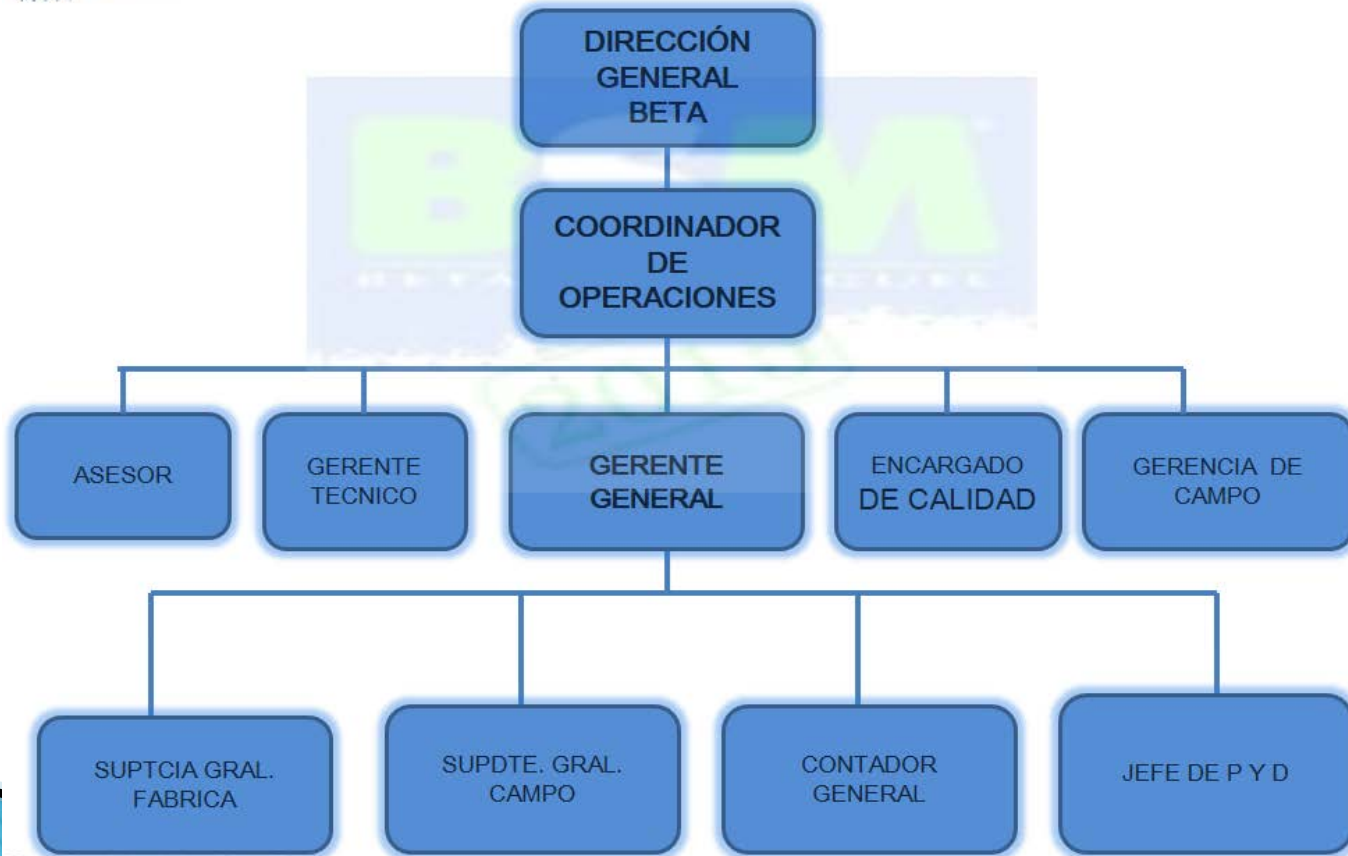 DIRECCIÓN
GENERAL
BETA
COORDINADOR
DE
OPERACIONES
ASESOR
GERENTE
TECNICO
GERENTE
GENERAL
ENCARGADO
DE CALIDAD
GERENCIA DE
CAMPO
SUPTCIA GRAL.
FABRICA
SUPDTE. GRAL.
CAMPO
CONTADOR
GENERAL
JEFE DE P Y D